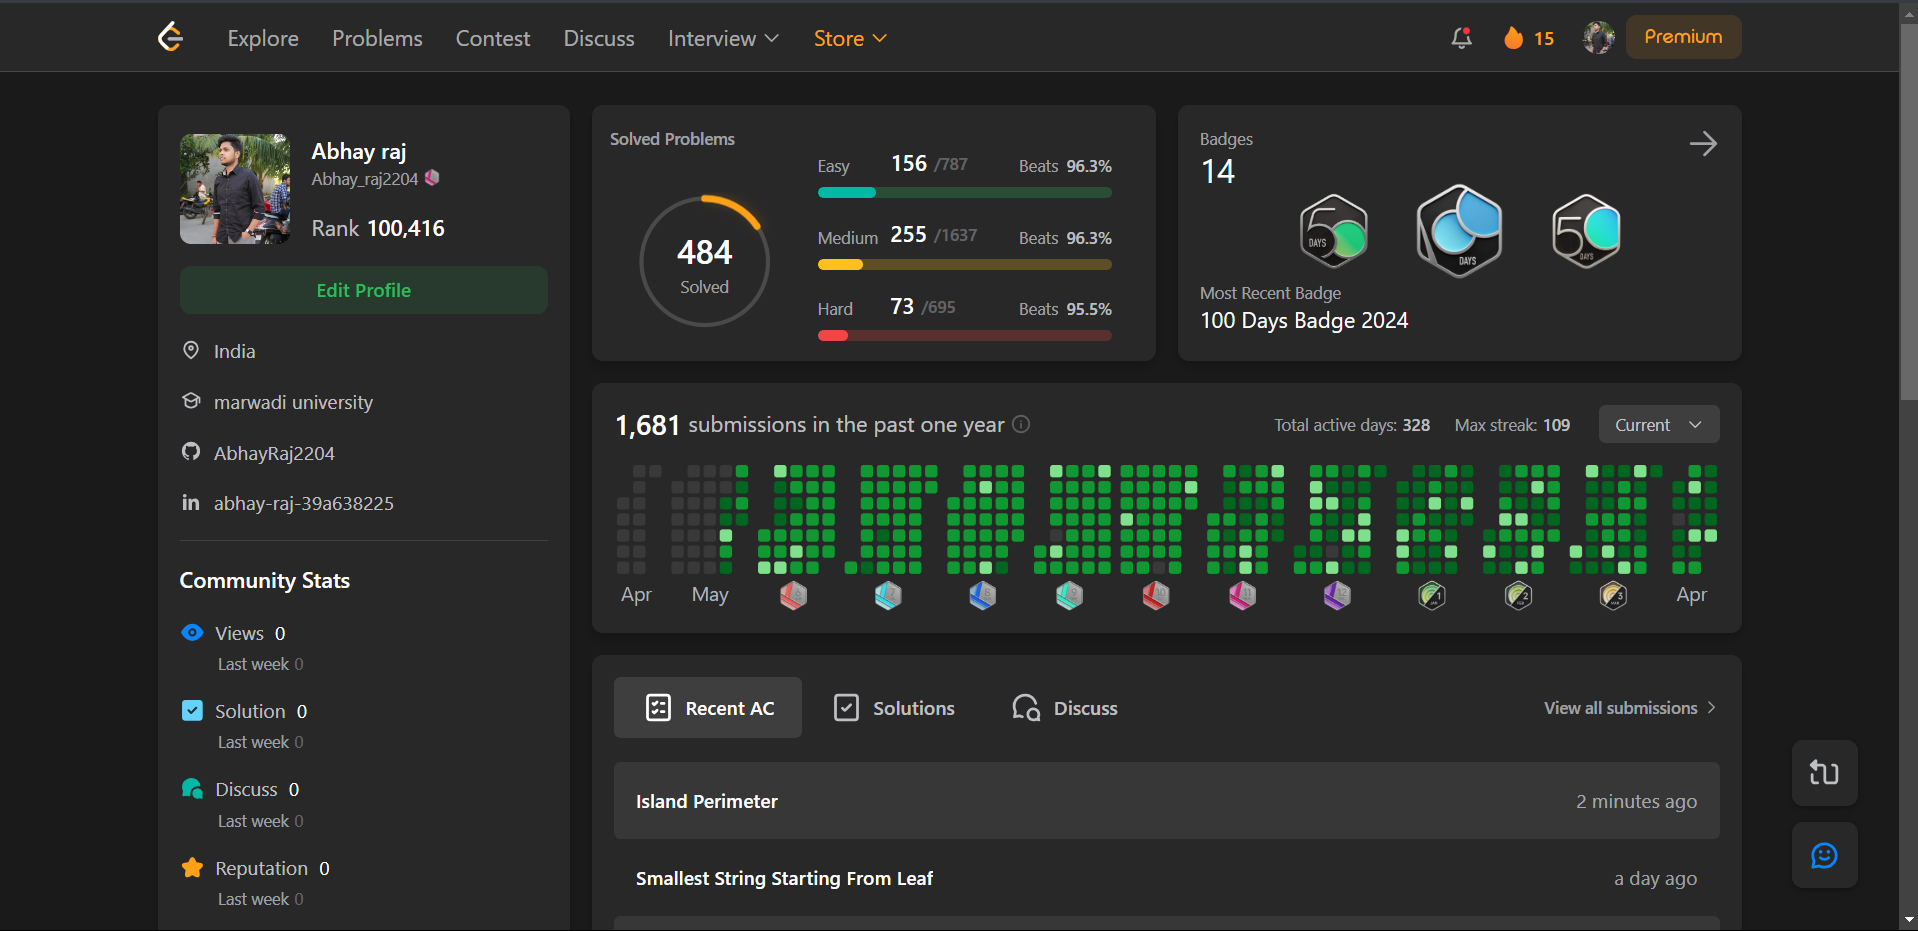 Explore Problems Contest Discuss Interview Store 15 Premium
Abhay raj
Abhay_raj2204
Rank 100,416
Edit Profile
India
marwadi university
AbhayRaj2204
in abhay-raj-39a638225
Community Stats
Views 0
Last week 0
Solution 0
Last week 0
Discuss 0
Last week 0
Reputation 0
Last week 0
Solved Problems
484
Solved
Easy 156 /787 Beats 96.3%
Medium 255 /1637 Beats 96.3%
Hard 73 /695 Beats 95.5%
Badges
14
50 DAYS
DAYS
50 DAYS
Most Recent Badge
100 Days Badge 2024
1,681 submissions in the past one year
Total active days: 328 Max streak: 109 Current
Apr May Apr
Recent AC Solutions Discuss View all submissions
Island Perimeter 2 minutes ago
Smallest String Starting From Leaf a day ago